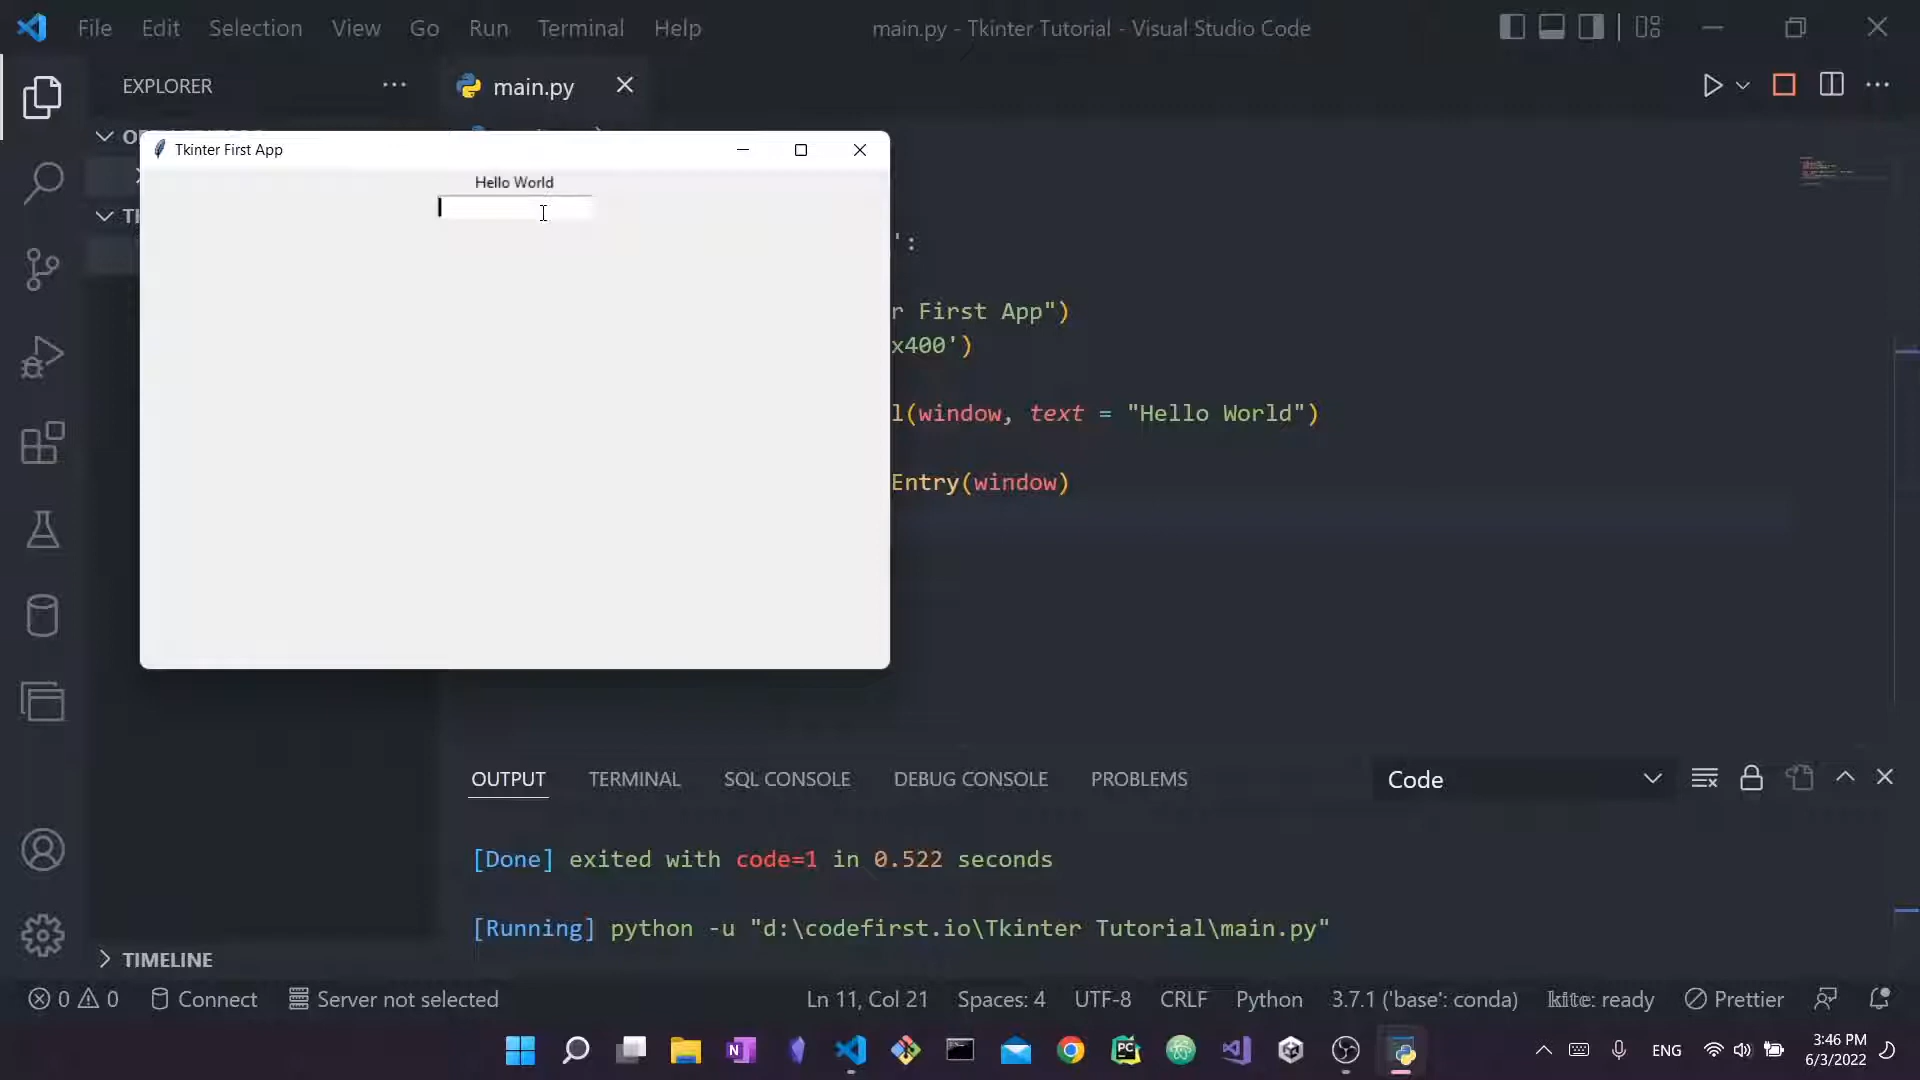 File Edit Selection View Go Run Terminal Help
main.py - Tkinter Tutorial - Visual Studio Code
EXPLORER
main.py
Tkinter First App
Hello World
':
r First App")
x400')
l(window, text = "Hello World")
Entry(window)
OUTPUT TERMINAL SQL CONSOLE DEBUG CONSOLE PROBLEMS
Code
[Done] exited with code=1 in 0.522 seconds
[Running] python -u "d:\codefirst.io\Tkinter Tutorial\main.py"
TIMELINE
0 0 Connect Server not selected
Ln 11, Col 21 Spaces: 4 UTF-8 CRLF Python 3.7.1 ('base': conda) kite: ready Prettier
ENG
3:46 PM
6/3/2022